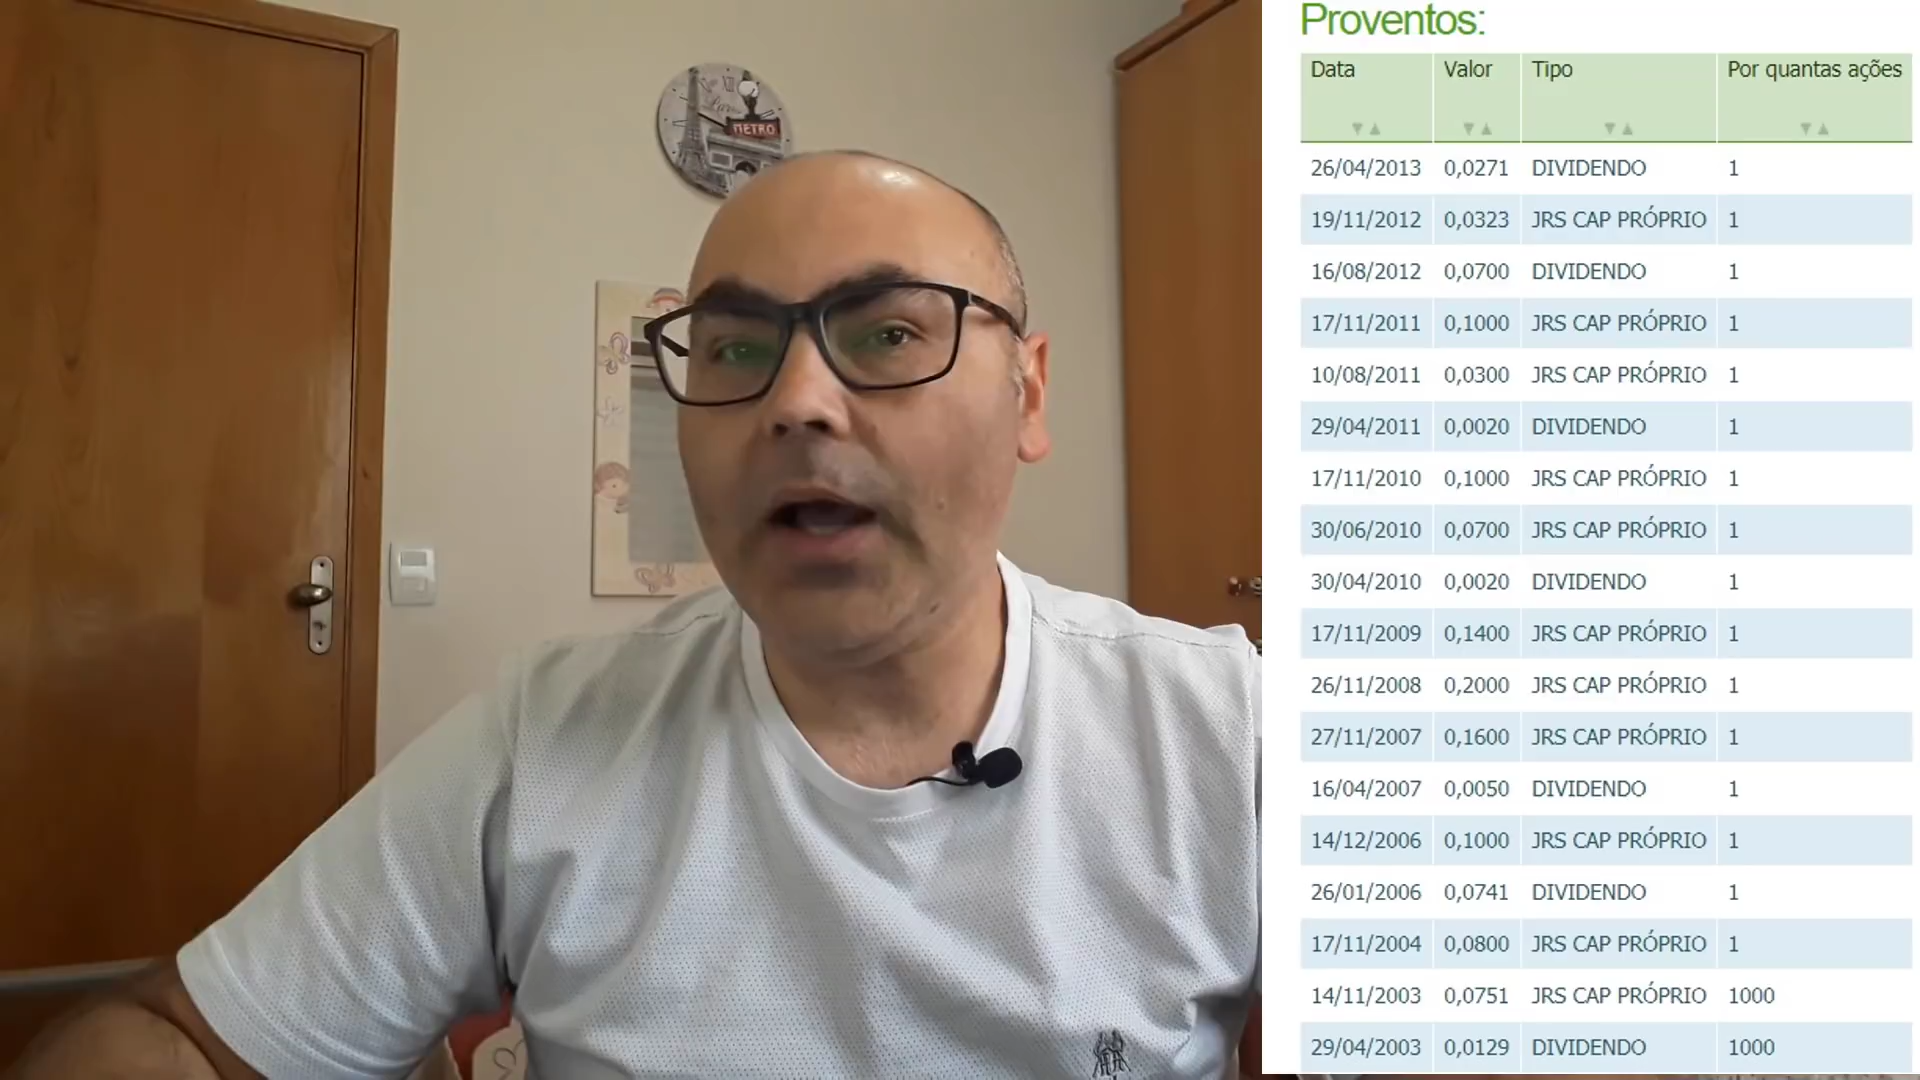 Proventos:
Data Valor Tipo Por quantas ações
26/04/2013 0,0271 DIVIDENDO 1
19/11/2012 0,0323 JRS CAP PRÓPRIO 1
16/08/2012 0,0700 DIVIDENDO 1
17/11/2011 0,1000 JRS CAP PRÓPRIO 1
10/08/2011 0,0300 JRS CAP PRÓPRIO 1
29/04/2011 0,0020 DIVIDENDO 1
17/11/2010 0,1000 JRS CAP PRÓPRIO 1
30/06/2010 0,0700 JRS CAP PRÓPRIO 1
30/04/2010 0,0020 DIVIDENDO 1
17/11/2009 0,1400 JRS CAP PRÓPRIO 1
26/11/2008 0,2000 JRS CAP PRÓPRIO 1
27/11/2007 0,1600 JRS CAP PRÓPRIO 1
16/04/2007 0,0050 DIVIDENDO 1
14/12/2006 0,1000 JRS CAP PRÓPRIO 1
26/01/2006 0,0741 DIVIDENDO 1
17/11/2004 0,0800 JRS CAP PRÓPRIO 1
14/11/2003 0,0751 JRS CAP PRÓPRIO 1000
29/04/2003 0,0129 DIVIDENDO 1000
METRO